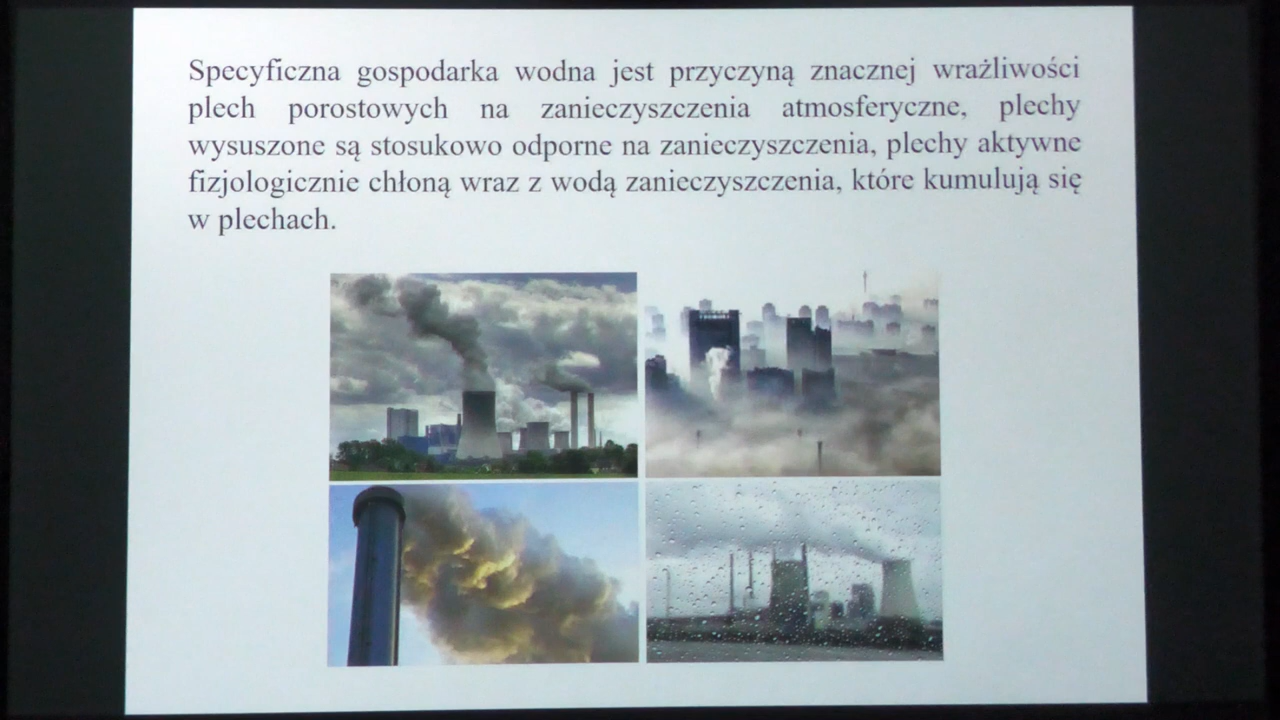 Specyficzna gospodarka wodna jest przyczyną znacznej wrażliwości
plech porostowych na zanieczyszczenia atmosferyczne, plechy
wysuszone są stosukowo odporne na zanieczyszczenia, plechy aktywne
fizjologicznie chłoną wraz z wodą zanieczyszczenia, które kumulują się
w plechach.